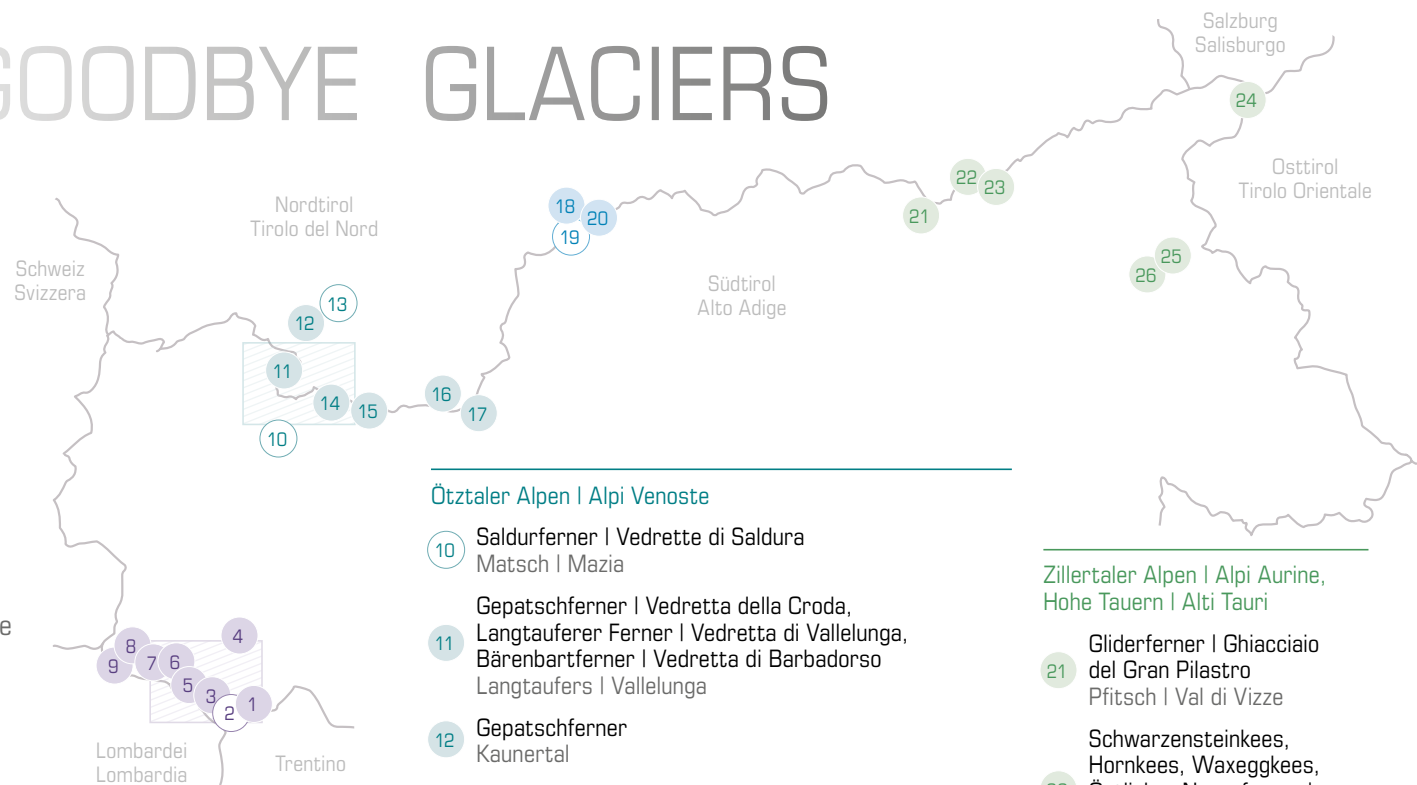 GOODBYE GLACIERS
Salzburg
Salisburgo
24
Osttirol
Tirolo Orientale
22
23
21
25
26
18
20
19
Nordtirol
Tirolo del Nord
Schweiz
Svizzera
Südtirol
Alto Adige
13
12
11
14
15
16
17
10
4
8
9
7
6
5
3
2
1
Lombardei
Lombardia
Trentino
e
Ötztaler Alpen | Alpi Venoste
10
Saldurferner | Vedrette di Saldura
Matsch | Mazia
11
Gepatschferner | Vedretta della Croda,
Langtauferer Ferner | Vedretta di Vallelunga,
Bärenbartferner | Vedretta di Barbadorso
Langtaufers | Vallelunga
12
Gepatschferner
Kaunertal
Zillertaler Alpen | Alpi Aurine,
Hohe Tauern | Alti Tauri
21
Gliderferner | Ghiacciaio
del Gran Pilastro
Pfitsch | Val di Vizze
Schwarzensteinkees,
Hornkees, Waxeggkees,